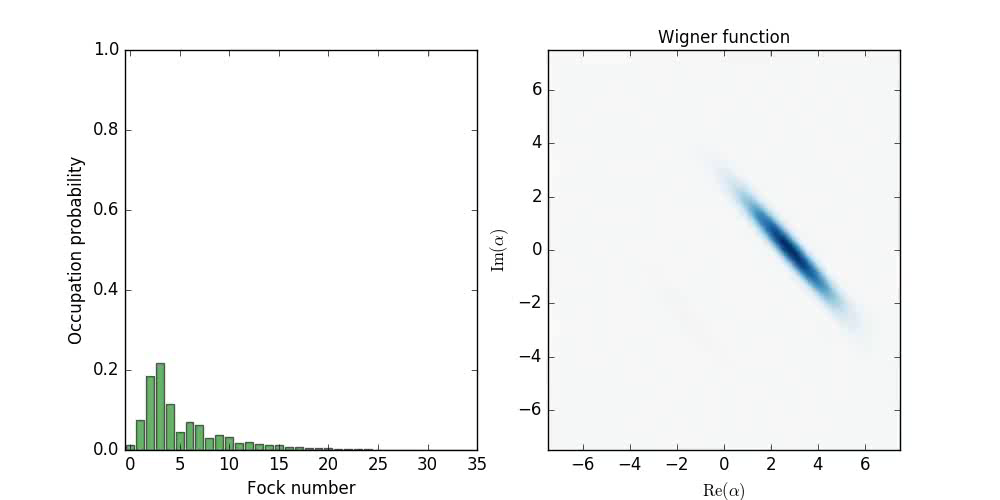 1.0
0.8
0.6
0.4
0.2
0.0
Occupation probability
0 5 10 15 20 25 30 35
Fock number
Wigner function
6
4
2
0
−2
−4
−6
Im(α)
−6 −4 −2 0 2 4 6
Re(α)